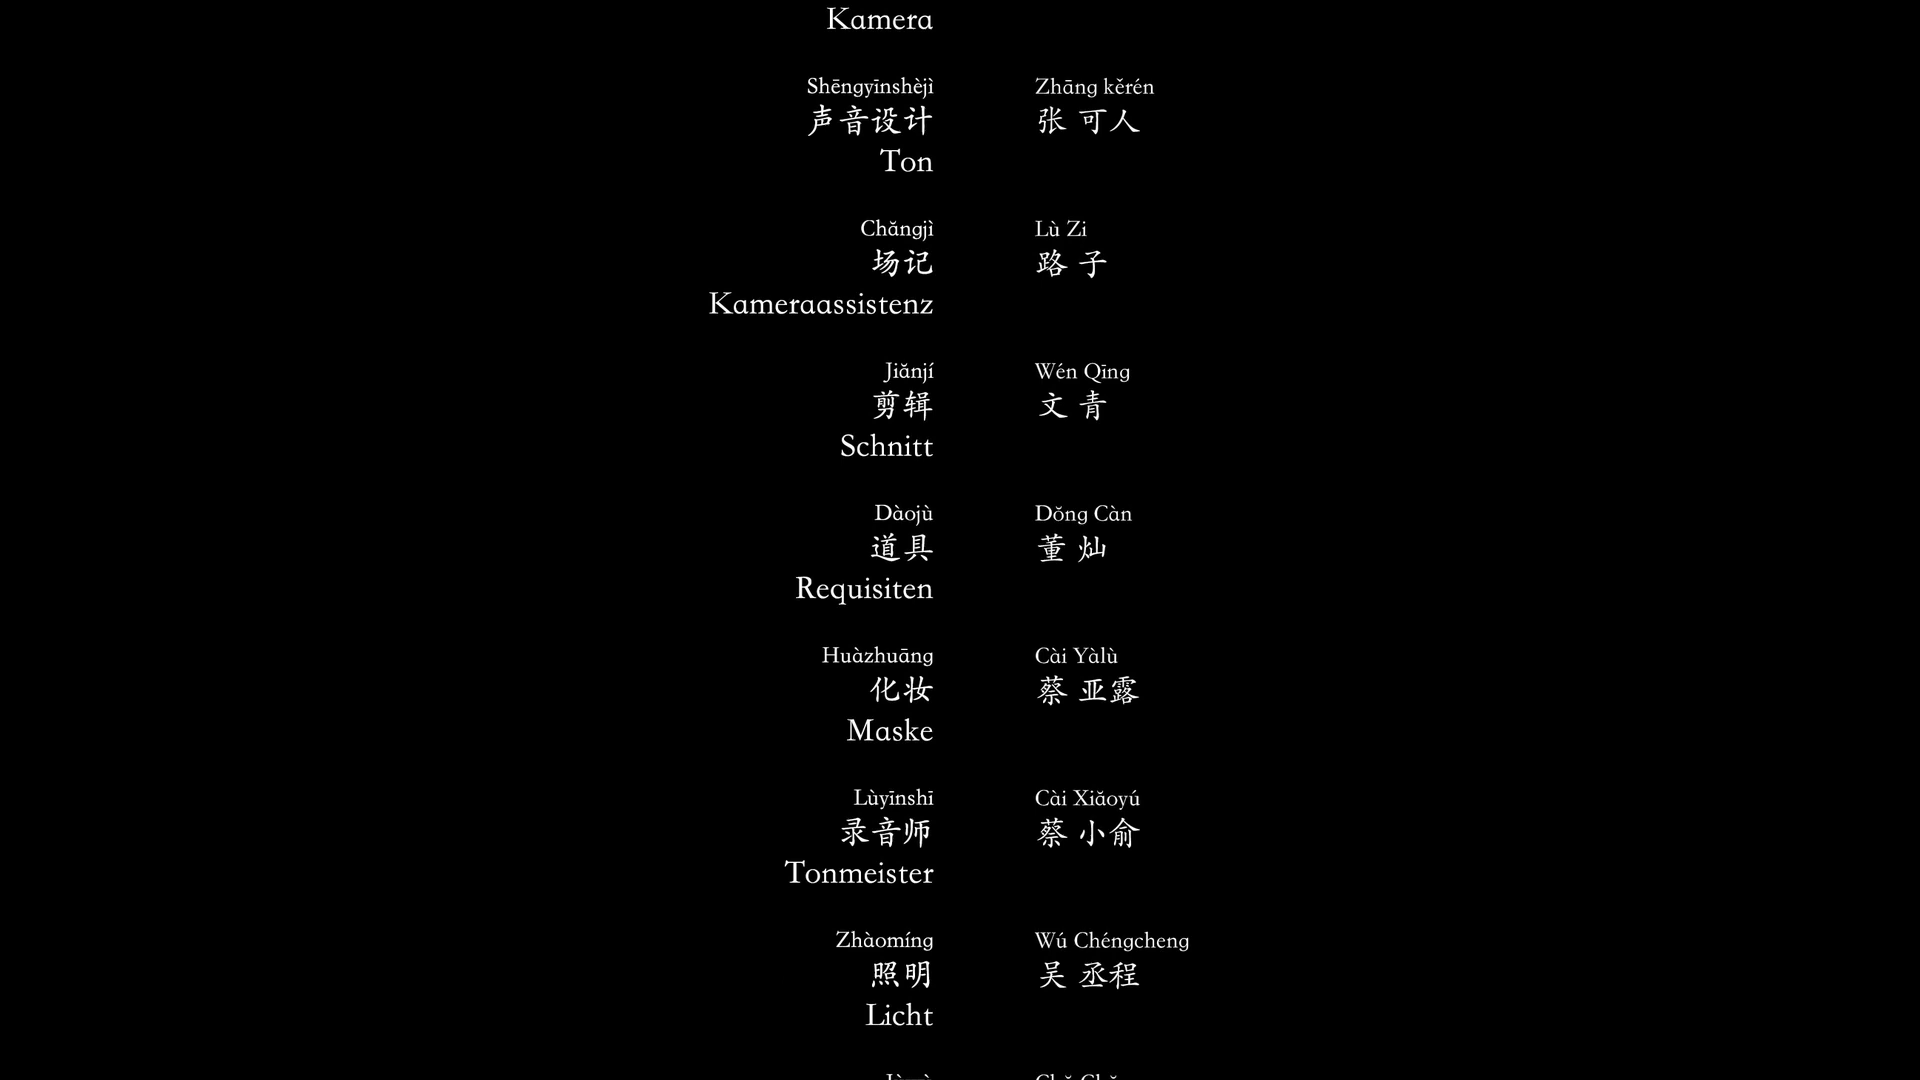 Kamera
Shēngyīnshèjì Zhāng kěrén
声音设计 张 可人
Ton
Chǎngjì Lù Zi
场记 路 子
Kameraassistenz
Jiǎnjí Wén Qīng
剪辑 文 青
Schnitt
Dàojù Dǒng Càn
道具 董 灿
Requisiten
Huàzhuāng Cài Yàlù
化妆 蔡 亚露
Maske
Lùyīnshī Cài Xiǎoyú
录音师 蔡 小俞
Tonmeister
Zhàomíng Wú Chéngcheng
照明 吴 丞程
Licht